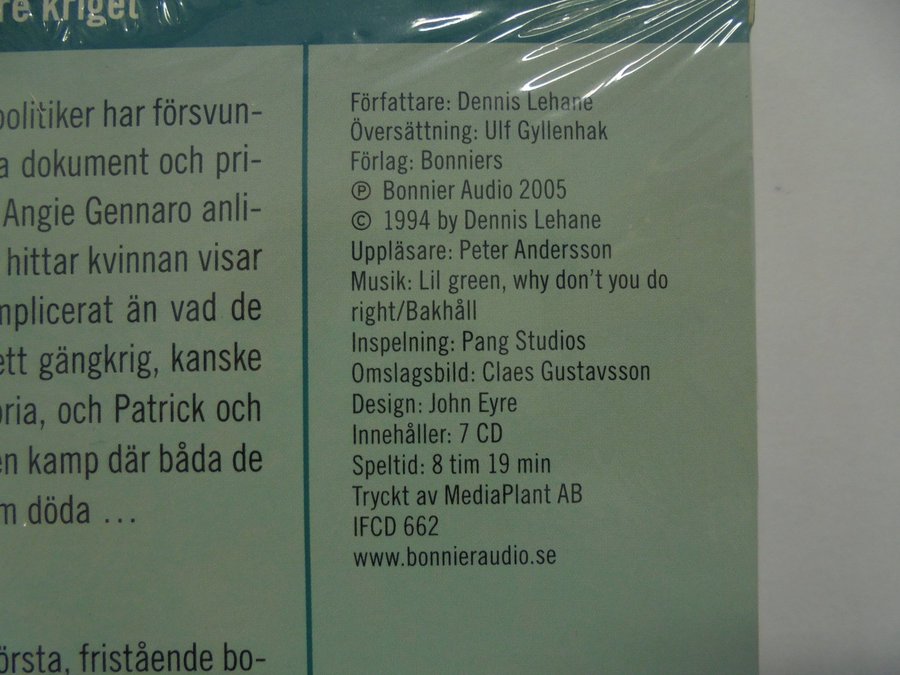 re kriget
politiker har försvun-
a dokument och pri-
Angie Gennaro anli-
hittar kvinnan visar
mplicerat än vad de
ett gängkrig, kanske
oria, och Patrick och
en kamp där båda de
m döda ...
örsta, fristående bo-
Författare: Dennis Lehane
Översättning: Ulf Gyllenhak
Förlag: Bonniers
℗ Bonnier Audio 2005
© 1994 by Dennis Lehane
Uppläsare: Peter Andersson
Musik: Lil green, why don't you do
right/Bakhåll
Inspelning: Pang Studios
Omslagsbild: Claes Gustavsson
Design: John Eyre
Innehåller: 7 CD
Speltid: 8 tim 19 min
Tryckt av MediaPlant AB
IFCD 662
www.bonnieraudio.se